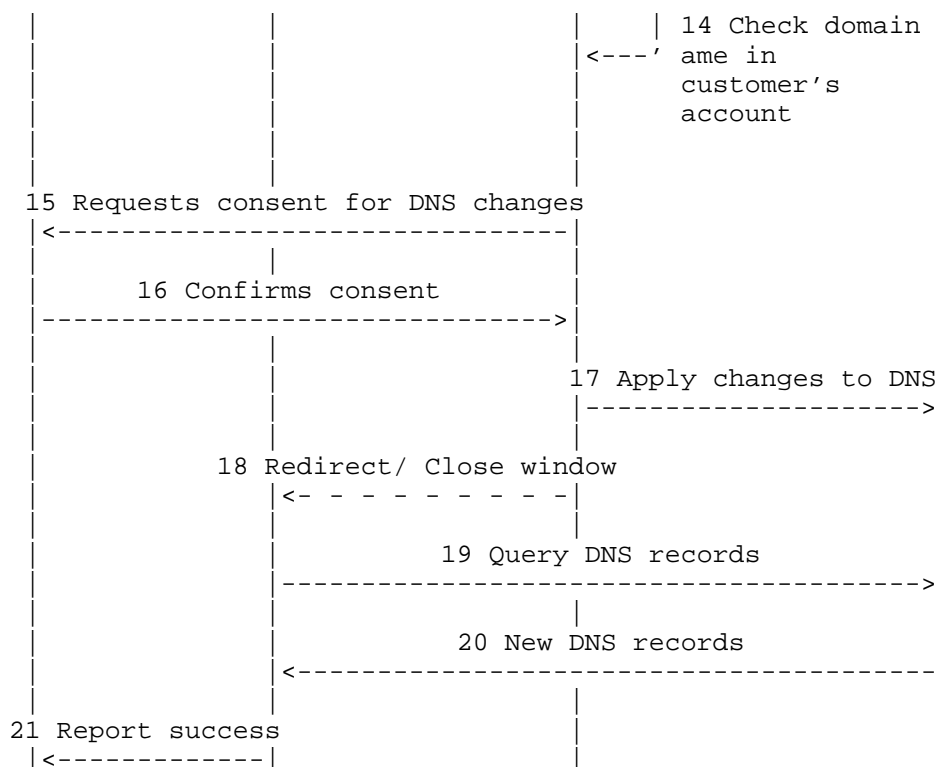 14 Check domain
ame in
customer's
account
15 Requests consent for DNS changes
16 Confirms consent
17 Apply changes to DNS
18 Redirect/ Close window
19 Query DNS records
20 New DNS records
21 Report success